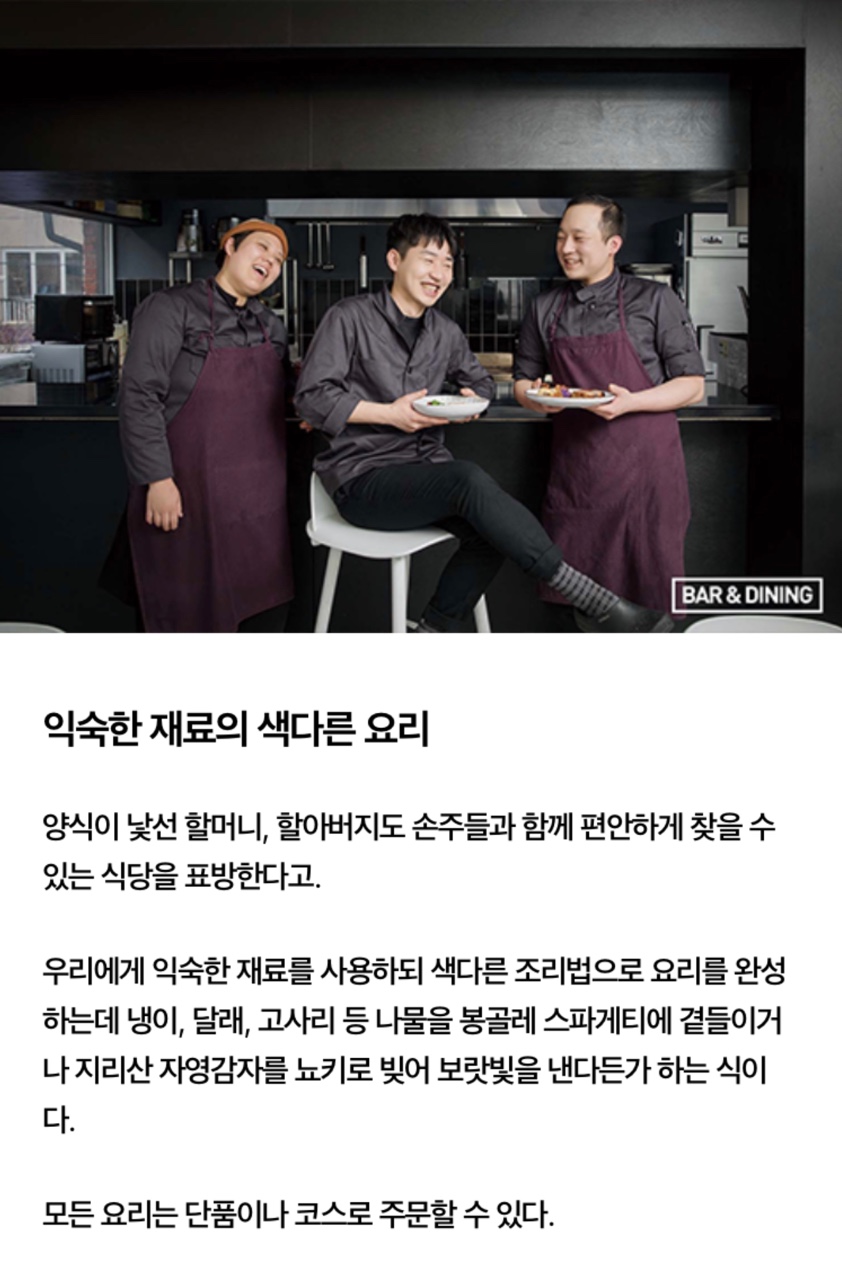 BAR & DINING
익숙한 재료의 색다른 요리
양식이 낯선 할머니, 할아버지도 손주들과 함께 편안하게 찾을 수
있는 식당을 표방한다고.
우리에게 익숙한 재료를 사용하되 색다른 조리법으로 요리를 완성
하는데 냉이, 달래, 고사리 등 나물을 봉골레 스파게티에 곁들이거
나 지리산 자영감자를 뇨키로 빚어 보랏빛을 낸다든가 하는 식이
다.
모든 요리는 단품이나 코스로 주문할 수 있다.